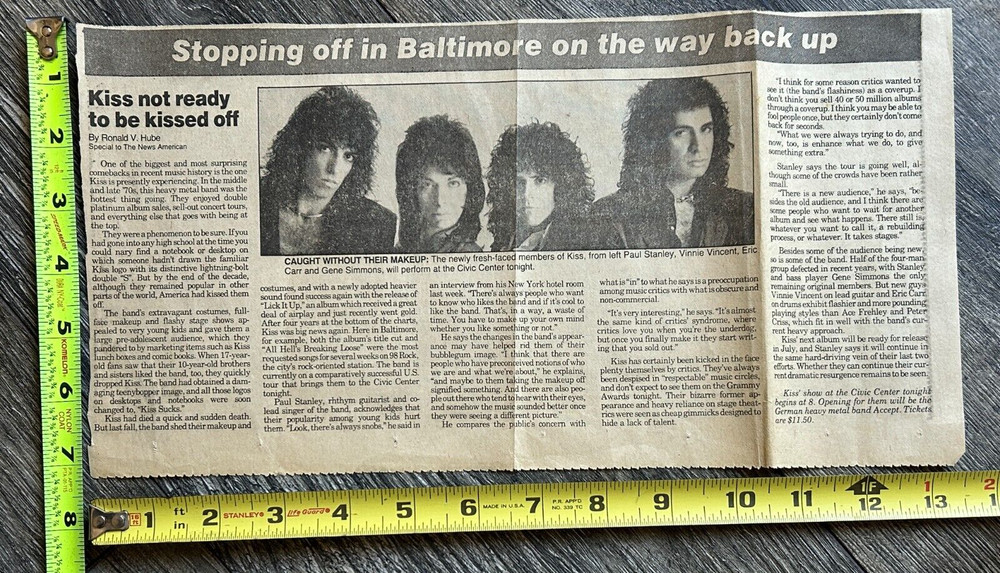 Stopping off in Baltimore on the way back up
Kiss not ready
to be kissed off
By Ronald V. Hube
Special to The News American
One of the biggest and most surprising
comebacks in recent music history is the one
Kiss is presently experiencing. In the middle
and late '70s, this heavy metal band was the
hottest thing going. They enjoyed double
platinum album sales, sell-out concert tours,
and everything else that goes with being at
the top.
They were a phenomenon to be sure. If you
had gone into any high school at the time you
could nary find a notebook or desktop on
which someone hadn't drawn the familiar
Kiss logo with its distinctive lightning-bolt
double "S". But by the end of the decade,
although they remained popular in other
parts of the world, America had kissed them
off.
The band's extravagant costumes, full-
face makeup and flashy stage shows ap-
pealed to very young kids and gave them a
large pre-adolescent audience, which they
pandered to by marketing items such as Kiss
lunch boxes and comic books. When 17-year-
old fans saw that their 10-year-old brothers
and sisters liked the band, too, they quickly
dropped Kiss. The band had obtained a dam-
aging teenybopper image, and all those logos
on desktops and notebooks were soon
changed to, "Kiss Sucks."
Kiss had died a quick and sudden death.
But last fall, the band shed their makeup and
CAUGHT WITHOUT THEIR MAKEUP: The newly fresh-faced members of Kiss, from left Paul Stanley, Vinnie Vincent, Eric
Carr and Gene Simmons, will perform at the Civic Center tonight.
costumes, and with a newly adopted heavier
sound found success again with the release of
"Lick It Up," an album which received a great
deal of airplay and just recently went gold.
After four years at the bottom of the charts,
Kiss was big news again. Here in Baltimore,
for example, both the album's title cut and
"All Hell's Breaking Loose" were the most
requested songs for several weeks on 98 Rock,
the city's rock-oriented station. The band is
currently on a comparatively successful U.S.
tour that brings them to the Civic Center
tonight.
Paul Stanley, rhythm guitarist and co-
lead singer of the band, acknowledges that
their popularity among young kids hurt
them. "Look, there's always snobs," he said in
an interview from his New York hotel room
last week. "There's always people who want
to know who likes the band and if it's cool to
like the band. That's, in a way, a waste of
time. You have to make up your own mind
whether you like something or not."
He says the changes in the band's appear-
ance may have helped rid them of their
bubblegum image. "I think that there are
people who have preconceived notions of who
we are and what we're about," he explains,
"and maybe to them taking the makeup off
signified something. And there are also peo-
ple out there who tend to hear with their eyes,
and somehow the music sounded better once
they were seeing a different picture."
He compares the public's concern with
what is "in" to what he says is a preoccupation
among music critics with what is obscure and
non-commercial.
"It's very interesting," he says. "It's almost
the same kind of critics' syndrome, where
critics love you when you're the underdog,
but once you finally make it they start writ-
ing that you sold out."
Kiss has certainly been kicked in the face
plenty themselves by critics. They've always
been despised in "respectable" music circles
and don't expect to see them on the Grammy
Awards tonight. Their bizarre former ap-
pearance and heavy reliance on stage theat-
rics were seen as cheap gimmicks designed to
hide a lack of talent.
"I think for some reason critics wanted to
see it (the band's flashiness) as a coverup. I
don't think you sell 40 or 50 million albums
through a coverup. I think you may be able to
fool people once, but they certainly don't come
back for seconds.
"What we were always trying to do, and
now, too, is enhance what we do, to give
something extra."
Stanley says the tour is going well, al-
though some of the crowds have been rather
small.
"There is a new audience," he says, "be-
sides the old audience, and I think there are
some people who want to wait for another
album and see what happens. There still is,
whatever you want to call it, a rebuilding
process, or whatever. It takes stages."
Besides some of the audience being new,
so is some of the band. Half of the four-man
group defected in recent years, with Stanley
and bass player Gene Simmons the only
remaining original members. But new guys
Vinnie Vincent on lead guitar and Eric Carr
on drums exhibit flashier and more pounding
playing styles than Ace Frehley and Peter
Criss, which fit in well with the band's cur-
rent heavy approach.
Kiss' next album will be ready for release
in July, and Stanley says it will continue in
the same hard-driving vein of their last two
efforts. Whether they can continue their cur-
rent dramatic resurgence remains to be seen.
Kiss' show at the Civic Center tonight
begins at 8. Opening for them will be the
German heavy metal band Accept. Tickets
are $11.50.
1
2
3
4
5
6
7
8
KOMELON
NYLON COAT
1 ft in 2 STANLEY 3 life Guard 4 5 6 MADE IN U.S.A. 7 P.R. APP'D NO. 339 TC 8 9 10 11 1F 12 13 1 2